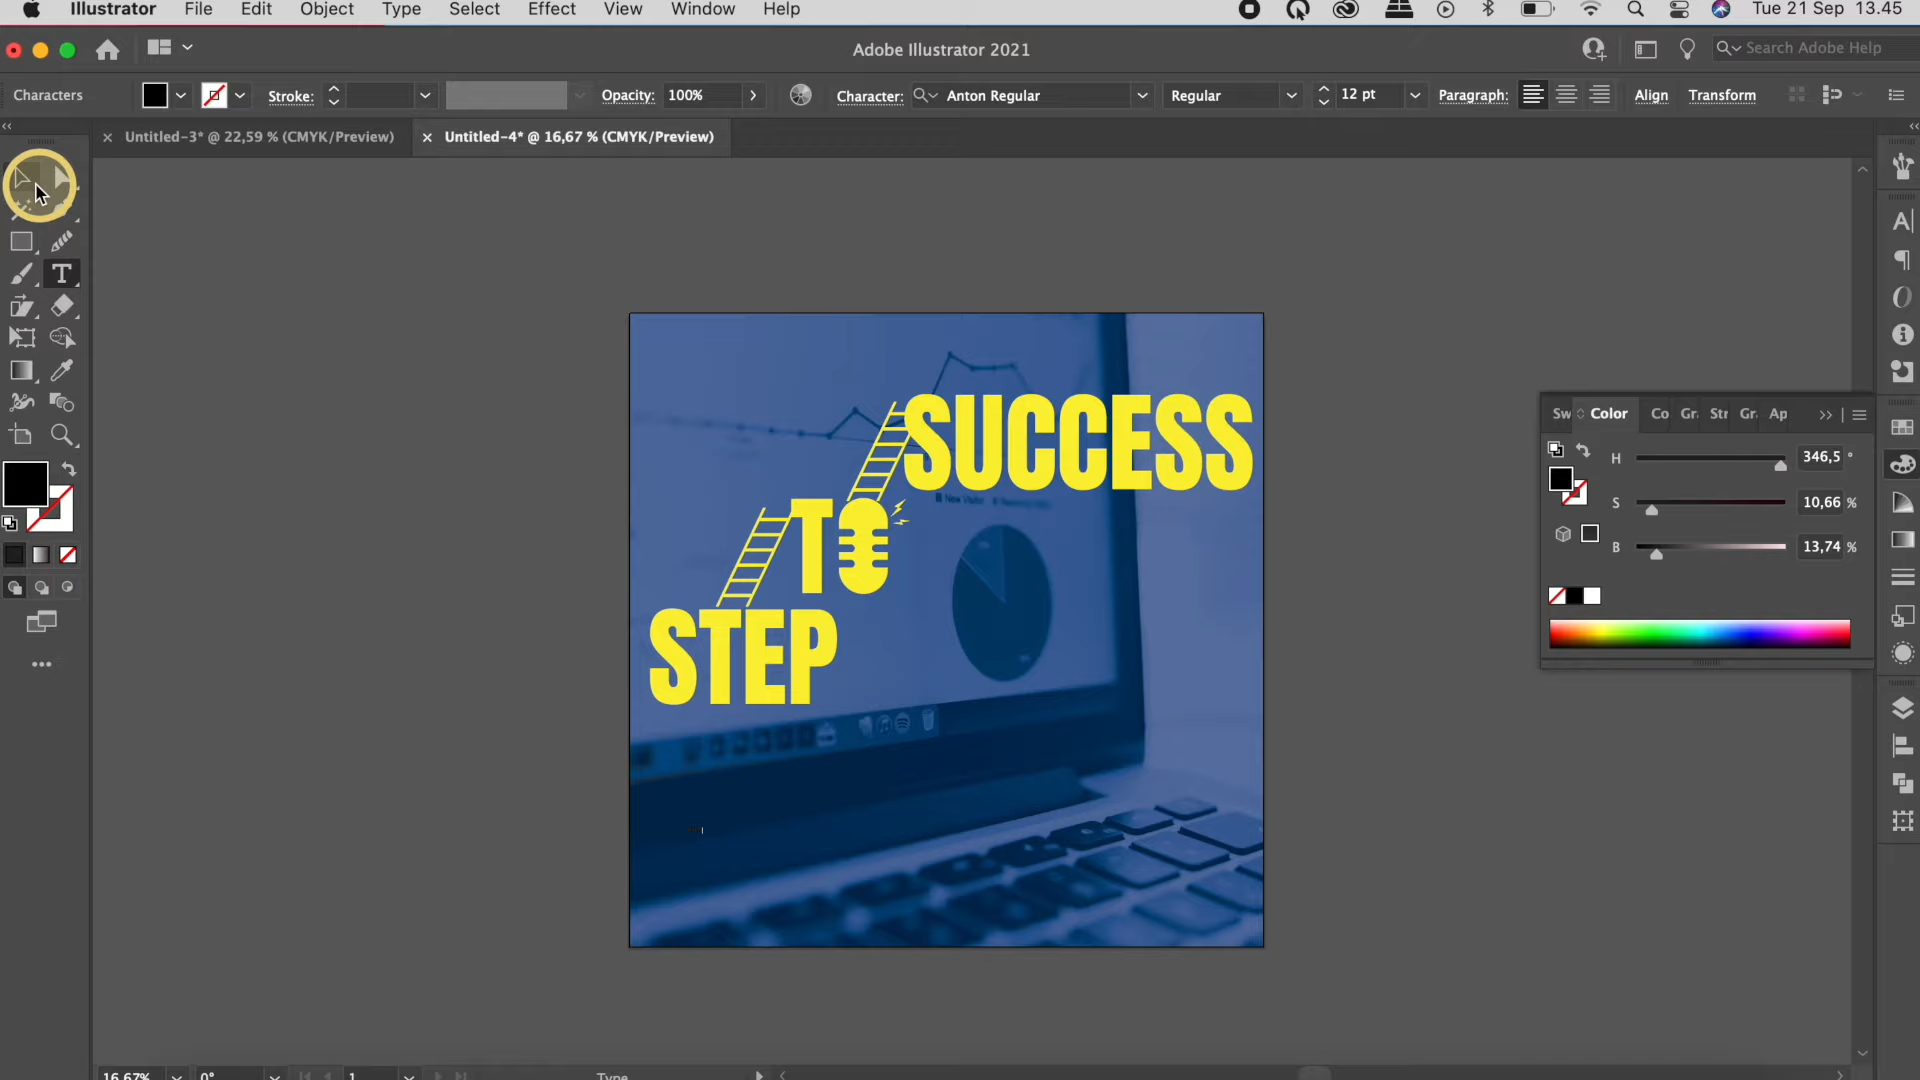 Illustrator File Edit Object Type Select Effect View Window Help Tue 21 Sep 13.45
Adobe Illustrator 2021 Search Adobe Help
Characters Stroke: Opacity: 100% Character: Anton Regular Regular 12 pt Paragraph: Align Transform
Untitled-3* @ 22,59 % (CMYK/Preview) Untitled-4* @ 16,67 % (CMYK/Preview)
SUCCESS
TO
STEP
Sw Color Co Gr Str Gr Ap
H 346,5 °
S 10,66 %
B 13,74 %
16,67% 0° 1 Type